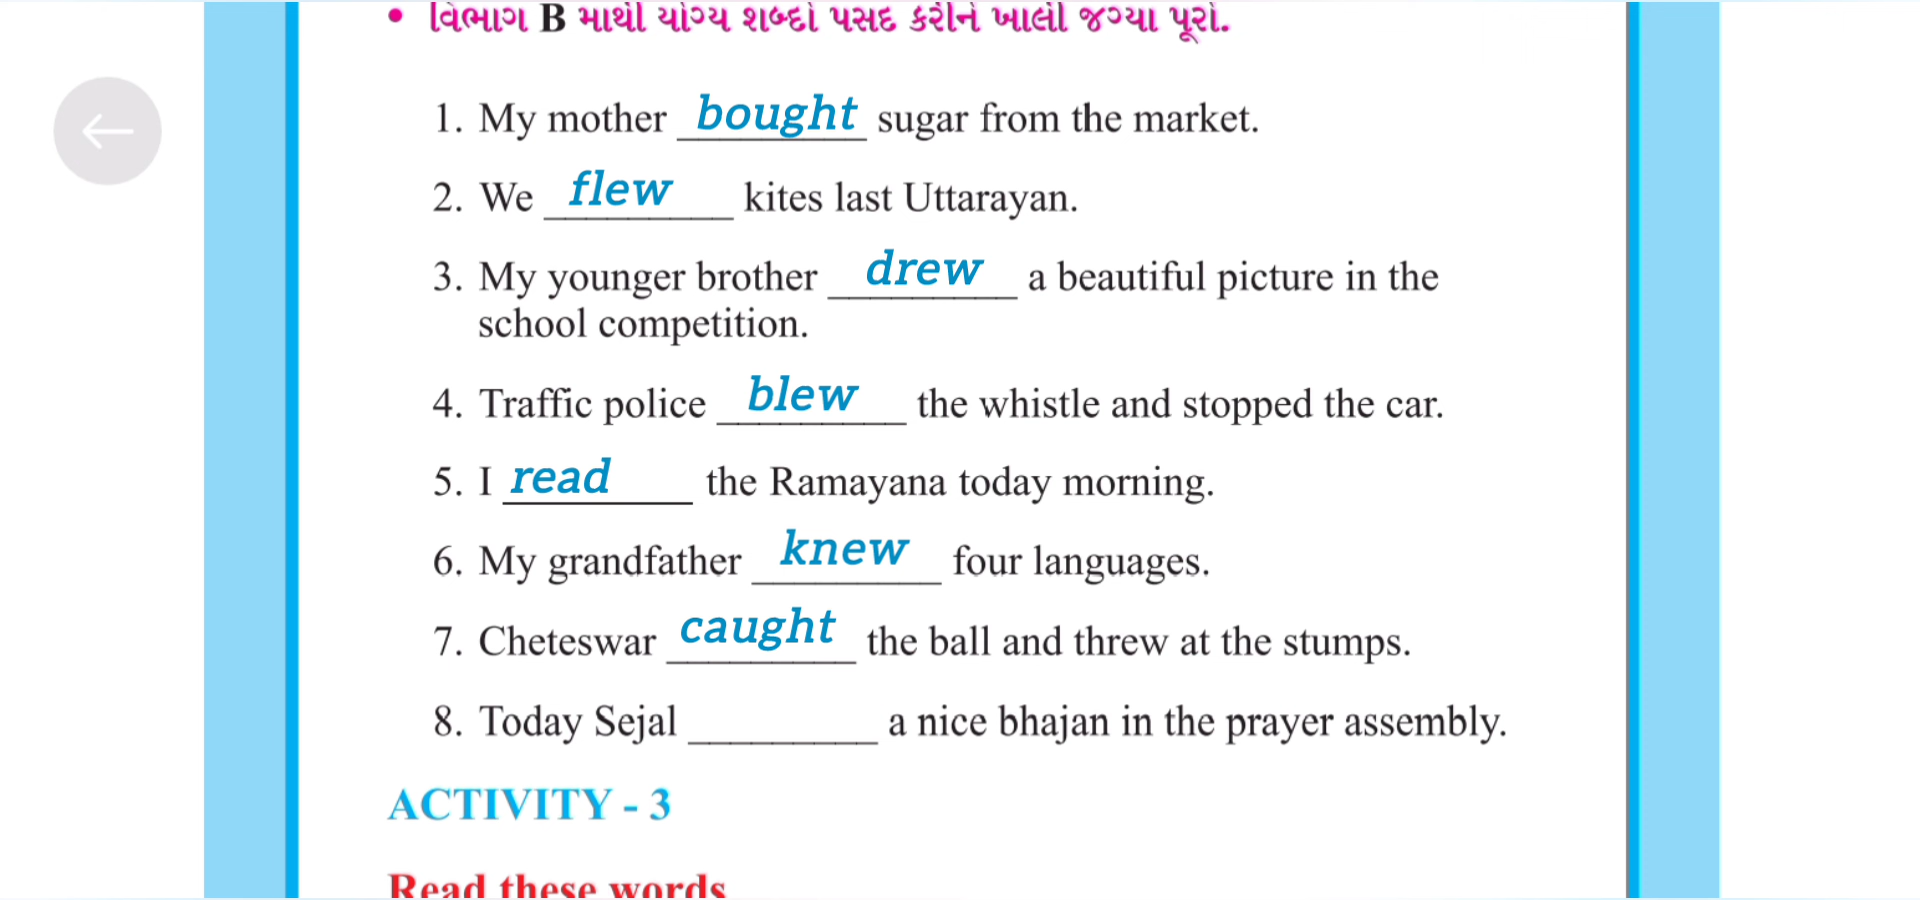 • વિભાગ B માંથી યોગ્ય શબ્દો પસંદ કરીને ખાલી જગ્યા પૂરો.
1. My mother bought sugar from the market.
2. We flew kites last Uttarayan.
3. My younger brother drew a beautiful picture in the
school competition.
4. Traffic police blew the whistle and stopped the car.
5. I read the Ramayana today morning.
6. My grandfather knew four languages.
7. Cheteswar caught the ball and threw at the stumps.
8. Today Sejal _________ a nice bhajan in the prayer assembly.
ACTIVITY - 3
Read these words